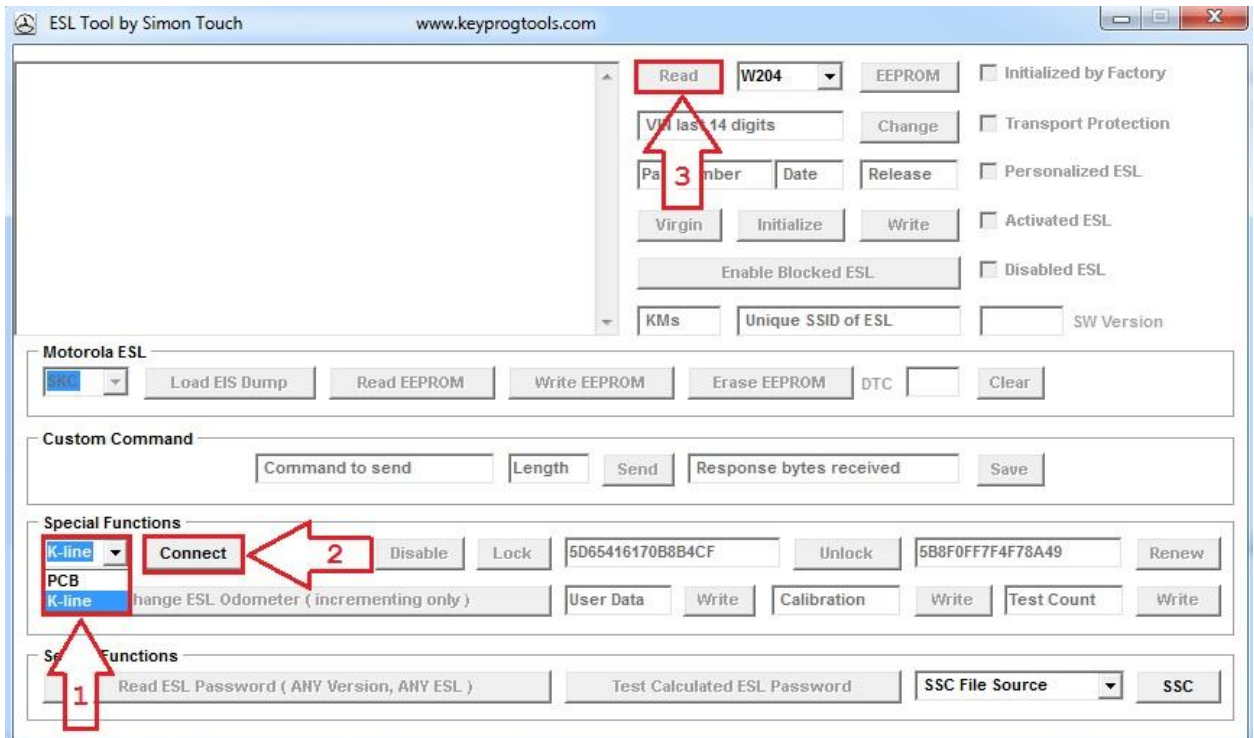 ESL Tool by Simon Touch www.keyprogtools.com
Read W204 EEPROM Initialized by Factory
VIN last 14 digits Change Transport Protection
3
Date Release Personalized ESL
Virgin Initialize Write Activated ESL
Enable Blocked ESL Disabled ESL
KMs Unique SSID of ESL SW Version
Motorola ESL
SKC Load EIS Dump Read EEPROM Write EEPROM Erase EEPROM DTC Clear
Custom Command
Command to send Length Send Response bytes received Save
Special Functions
K-line Connect 2 Disable Lock 5D65416170B8B4CF Unlock 5B8F0FF7F4F78A49 Renew
PCB
K-line hange ESL Odometer ( incrementing only ) User Data Write Calibration Write Test Count Write
Functions
1 Read ESL Password ( ANY Version, ANY ESL ) Test Calculated ESL Password SSC File Source SSC